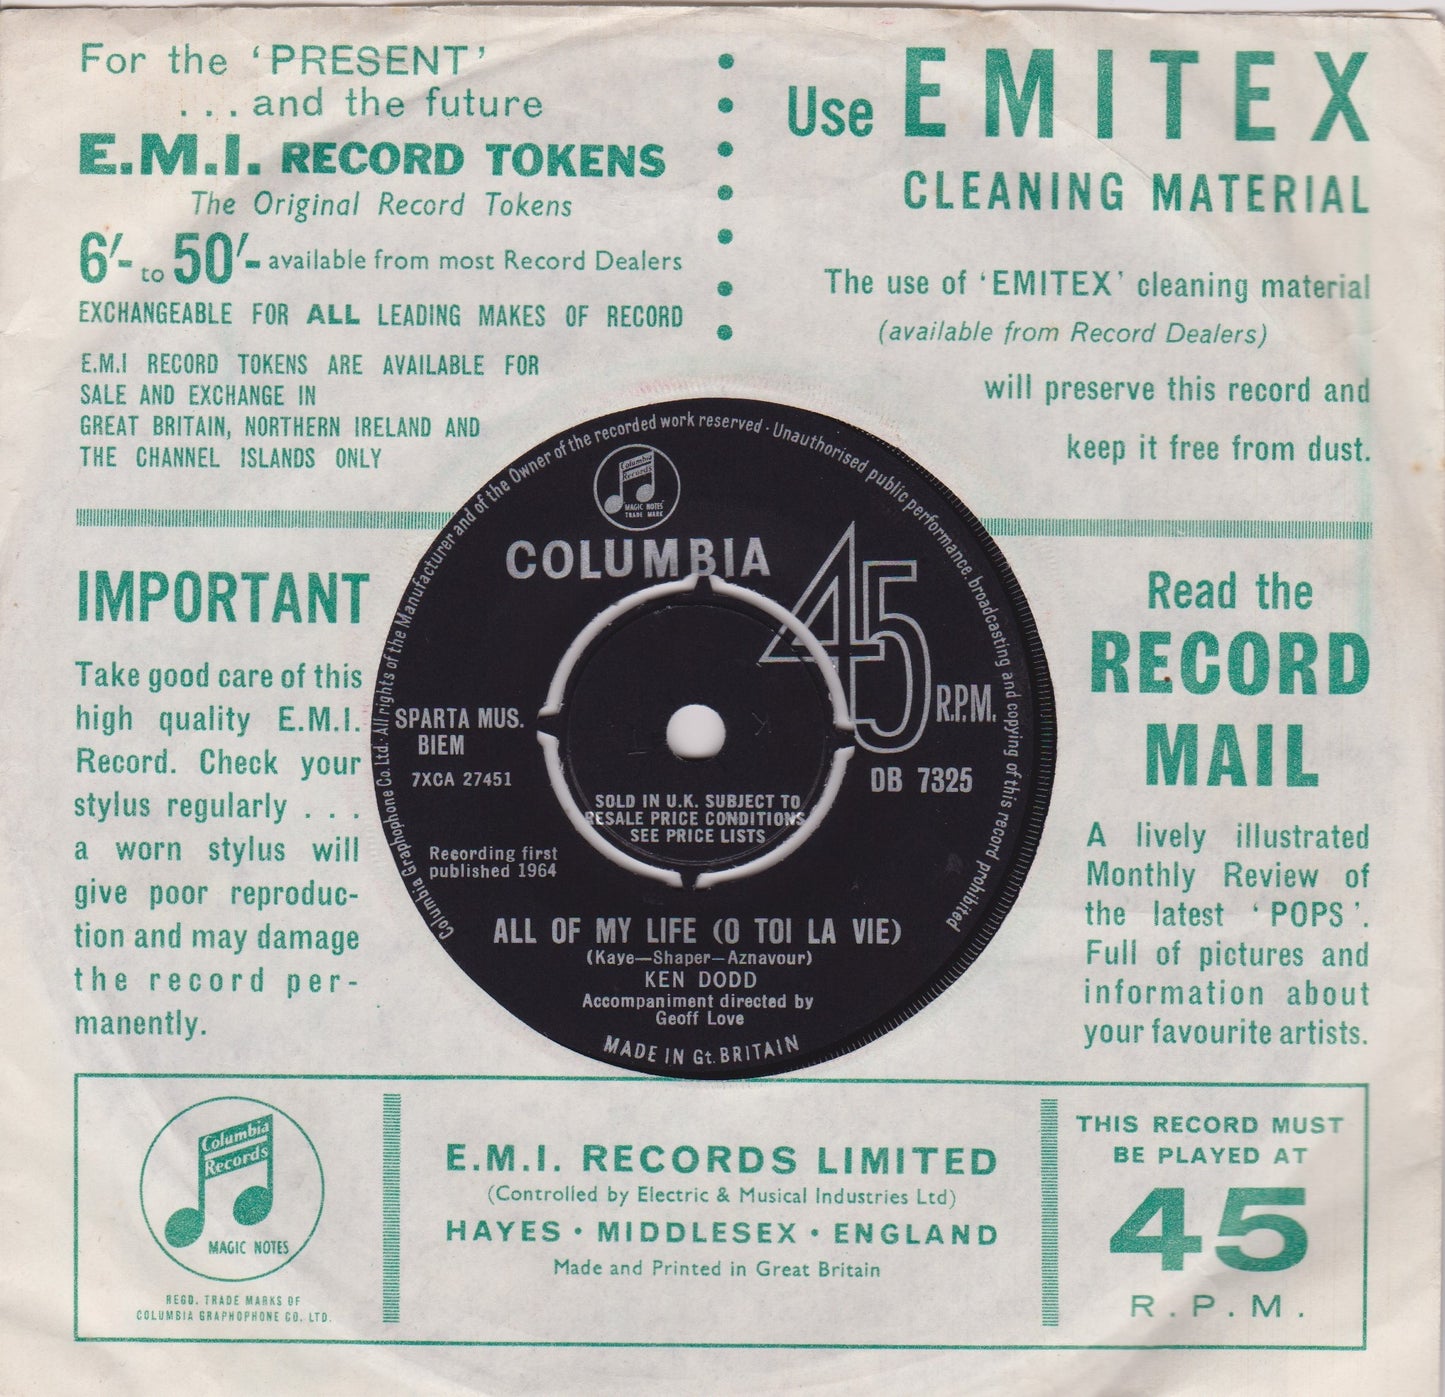 For the ‘PRESENT’
. . . and the future
E.M.I. RECORD TOKENS
The Original Record Tokens
6/- to 50/- available from most Record Dealers
EXCHANGEABLE FOR ALL LEADING MAKES OF RECORD
E.M.I RECORD TOKENS ARE AVAILABLE FOR
SALE AND EXCHANGE IN
GREAT BRITAIN, NORTHERN IRELAND AND
THE CHANNEL ISLANDS ONLY
Use EMITEX
CLEANING MATERIAL
The use of ‘EMITEX’ cleaning material
(available from Record Dealers)
will preserve this record and
keep it free from dust.
IMPORTANT
Take good care of this
high quality E.M.I.
Record. Check your
stylus regularly . . .
a worn stylus will
give poor reproduc-
tion and may damage
the record per-
manently.
Columbia Graphophone Co. Ltd. · All rights of the Manufacturer and of the Owner of the recorded work reserved · Unauthorised public performance, broadcasting and copying of this record prohibited
Columbia
Records
MAGIC NOTES
TRADE MARK
COLUMBIA
45
R.P.M.
SPARTA MUS.
BIEM
7XCA 27451
DB 7325
SOLD IN U.K. SUBJECT TO
RESALE PRICE CONDITIONS
SEE PRICE LISTS
Recording first
published 1964
ALL OF MY LIFE (O TOI LA VIE)
(Kaye—Shaper—Aznavour)
KEN DODD
Accompaniment directed by
Geoff Love
MADE IN Gt. BRITAIN
Read the
RECORD
MAIL
A lively illustrated
Monthly Review of
the latest ‘POPS’.
Full of pictures and
information about
your favourite artists.
Columbia
Records
MAGIC NOTES
REGD. TRADE MARKS OF
COLUMBIA GRAPHOPHONE CO. LTD.
E.M.I. RECORDS LIMITED
(Controlled by Electric & Musical Industries Ltd)
HAYES · MIDDLESEX · ENGLAND
Made and Printed in Great Britain
THIS RECORD MUST
BE PLAYED AT
45
R.P.M.